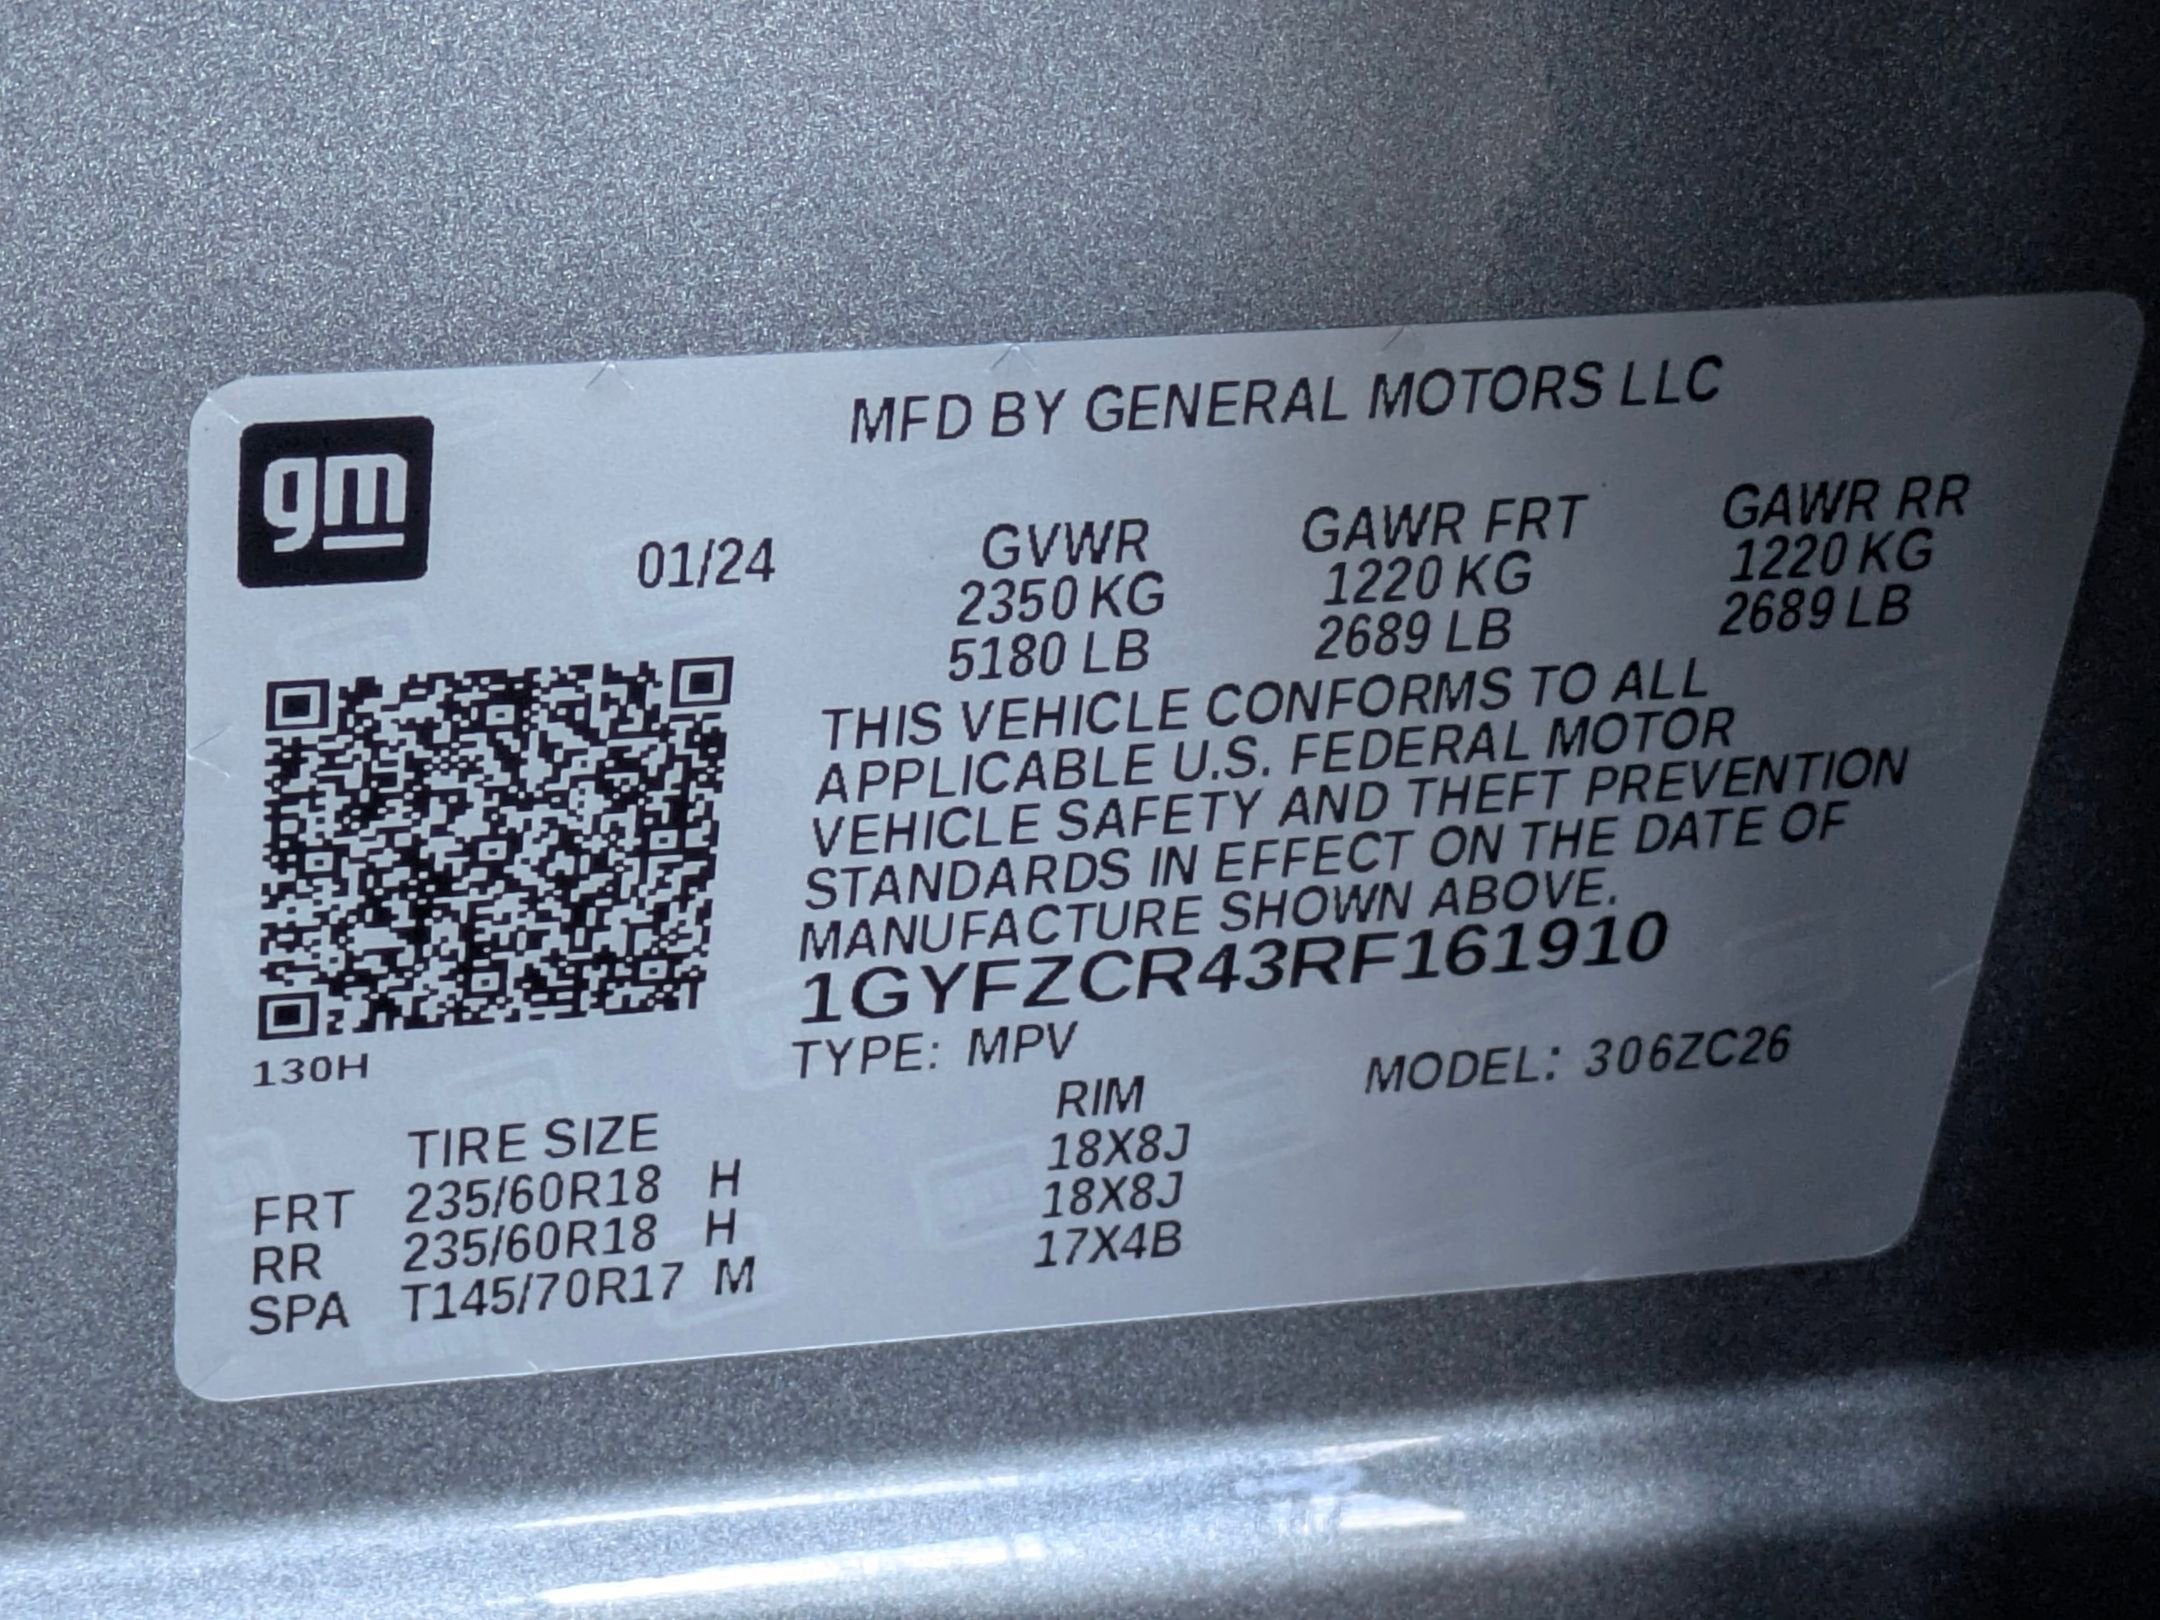 gm
MFD BY GENERAL MOTORS LLC
01/24 GVWR GAWR FRT GAWR RR
2350 KG 1220 KG 1220 KG
5180 LB 2689 LB 2689 LB
THIS VEHICLE CONFORMS TO ALL
APPLICABLE U.S. FEDERAL MOTOR
VEHICLE SAFETY AND THEFT PREVENTION
STANDARDS IN EFFECT ON THE DATE OF
MANUFACTURE SHOWN ABOVE.
1GYFZCR43RF161910
130H
TYPE: MPV MODEL: 306ZC26
TIRE SIZE RIM
FRT 235/60R18 H 18X8J
RR 235/60R18 H 18X8J
SPA T145/70R17 M 17X4B